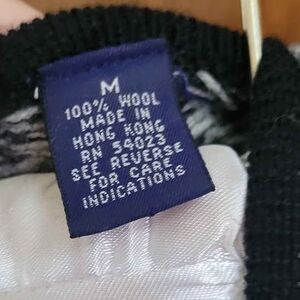 M
100% WOOL
MADE IN
HONG KONG
RN 54023
SEE REVERSE
FOR CARE
INDICATIONS